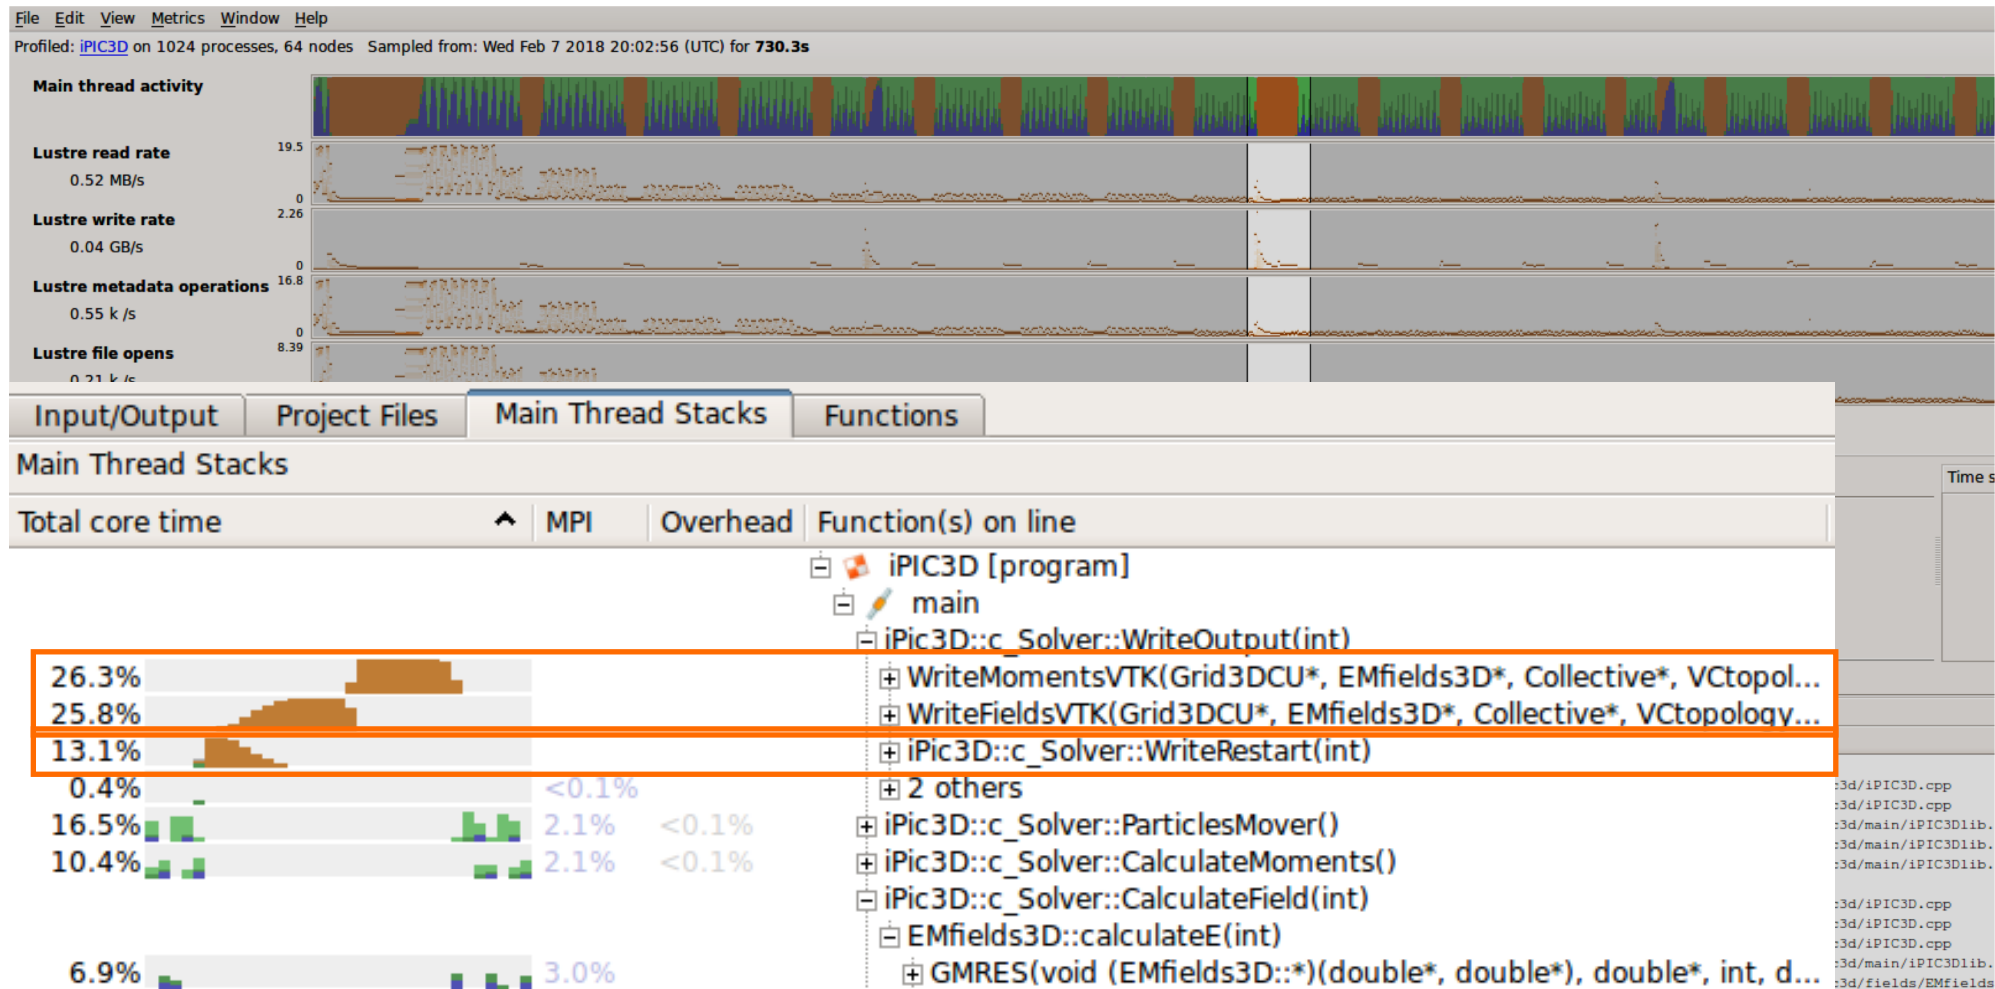 File Edit View Metrics Window Help
Profiled: iPIC3D on 1024 processes, 64 nodes Sampled from: Wed Feb 7 2018 20:02:56 (UTC) for 730.3s
Main thread activity
Lustre read rate 19.5
0.52 MB/s
0
Lustre write rate 2.26
0.04 GB/s
0
Lustre metadata operations 16.8
0.55 k /s
0
Lustre file opens 8.39
0.21 k /s
Input/Output Project Files Main Thread Stacks Functions
Main Thread Stacks
Time s
Total core time MPI Overhead Function(s) on line
iPIC3D [program]
main
iPic3D::c_Solver::WriteOutput(int)
26.3% WriteMomentsVTK(Grid3DCU*, EMfields3D*, Collective*, VCtopol...
25.8% WriteFieldsVTK(Grid3DCU*, EMfields3D*, Collective*, VCtopology...
13.1% iPic3D::c_Solver::WriteRestart(int)
0.4% <0.1% 2 others
16.5% 2.1% <0.1% iPic3D::c_Solver::ParticlesMover()
10.4% 2.1% <0.1% iPic3D::c_Solver::CalculateMoments()
iPic3D::c_Solver::CalculateField(int)
EMfields3D::calculateE(int)
6.9% 3.0% GMRES(void (EMfields3D::*)(double*, double*), double*, int, d...
:3d/iPIC3D.cpp
:3d/iPIC3D.cpp
:3d/main/iPIC3Dlib.
:3d/main/iPIC3Dlib.
:3d/main/iPIC3Dlib.
:3d/iPIC3D.cpp
:3d/iPIC3D.cpp
:3d/iPIC3D.cpp
:3d/main/iPIC3Dlib.
:3d/fields/EMfields